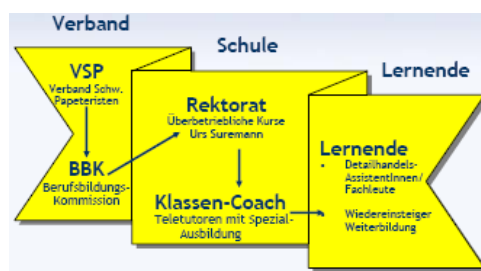 Verband
Schule
Lernende
VSP
Verband Schw.
Papeteristen
BBK
Berufsbildungs-
Kommission
Rektorat
Überbetriebliche Kurse
Urs Suremann
Klassen-Coach
Teletutoren mit Spezial-
Ausbildung
Lernende
• Detailhandels-
AssistentInnen/
Fachleute
• Wiedereinsteiger
Weiterbildung